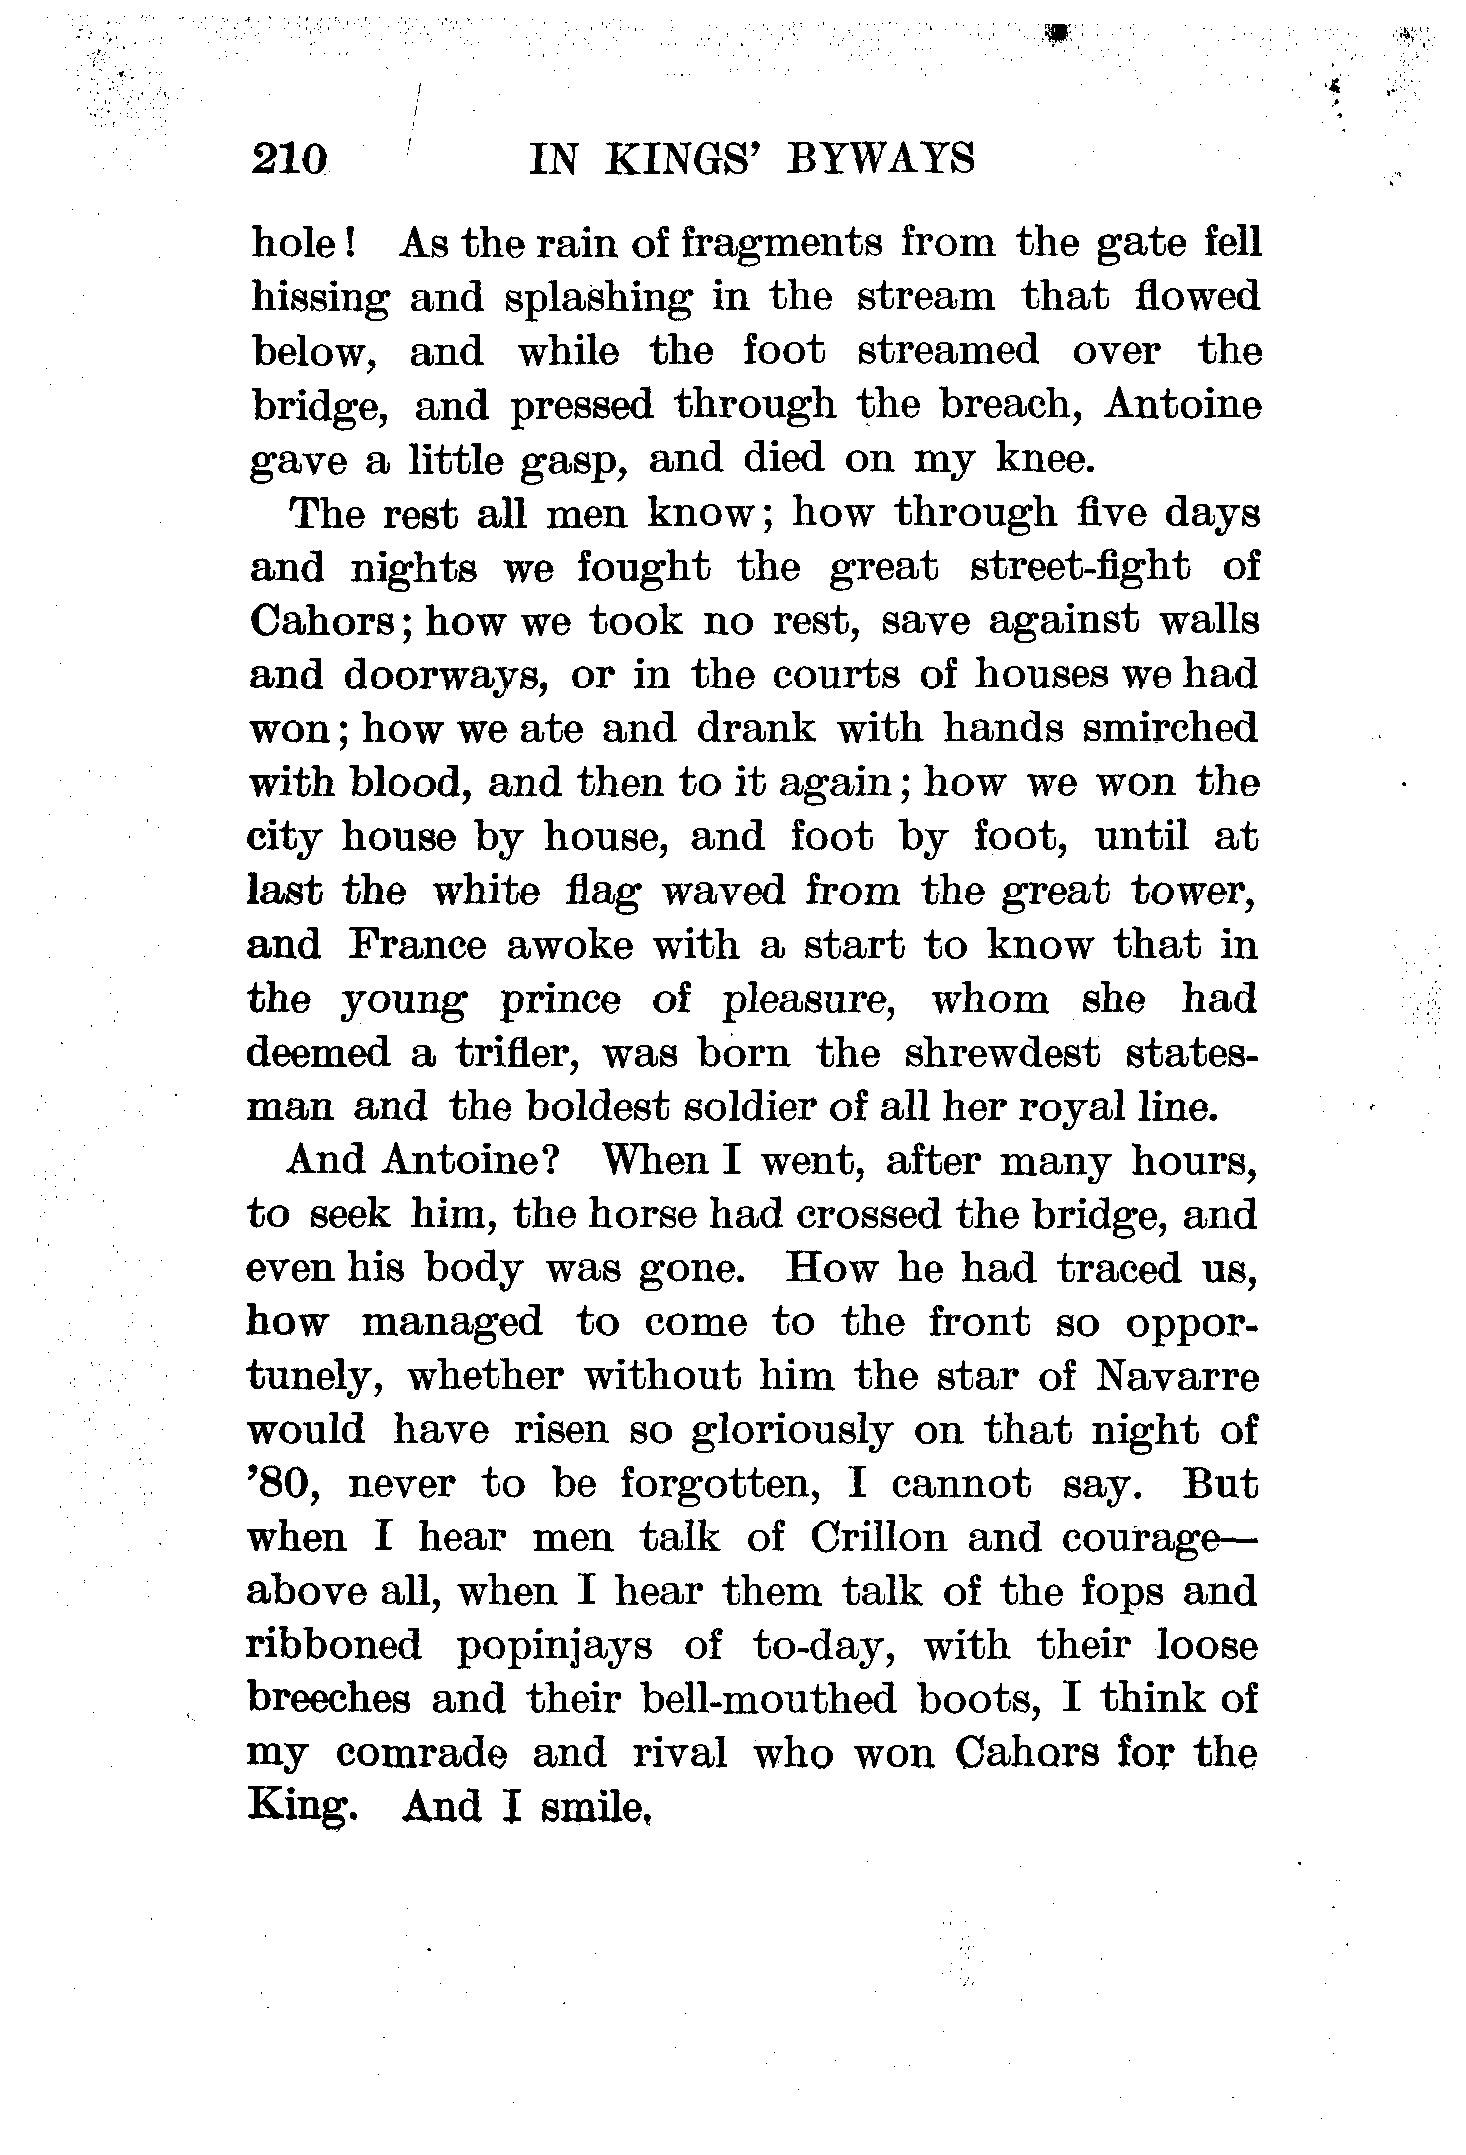 210 IN KINGS' BYWAYS
hole! As the rain of fragments from the gate fell
hissing and splashing in the stream that flowed
below, and while the foot streamed over the
bridge, and pressed through the breach, Antoine
gave a little gasp, and died on my knee.
The rest all men know; how through five days
and nights we fought the great street-fight of
Cahors; how we took no rest, save against walls
and doorways, or in the courts of houses we had
won; how we ate and drank with hands smirched
with blood, and then to it again; how we won the
city house by house, and foot by foot, until at
last the white flag waved from the great tower,
and France awoke with a start to know that in
the young prince of pleasure, whom she had
deemed a trifler, was born the shrewdest states-
man and the boldest soldier of all her royal line.
And Antoine? When I went, after many hours,
to seek him, the horse had crossed the bridge, and
even his body was gone. How he had traced us,
how managed to come to the front so oppor-
tunely, whether without him the star of Navarre
would have risen so gloriously on that night of
'80, never to be forgotten, I cannot say. But
when I hear men talk of Crillon and courage—
above all, when I hear them talk of the fops and
ribboned popinjays of to-day, with their loose
breeches and their bell-mouthed boots, I think of
my comrade and rival who won Cahors for the
King. And I smile.